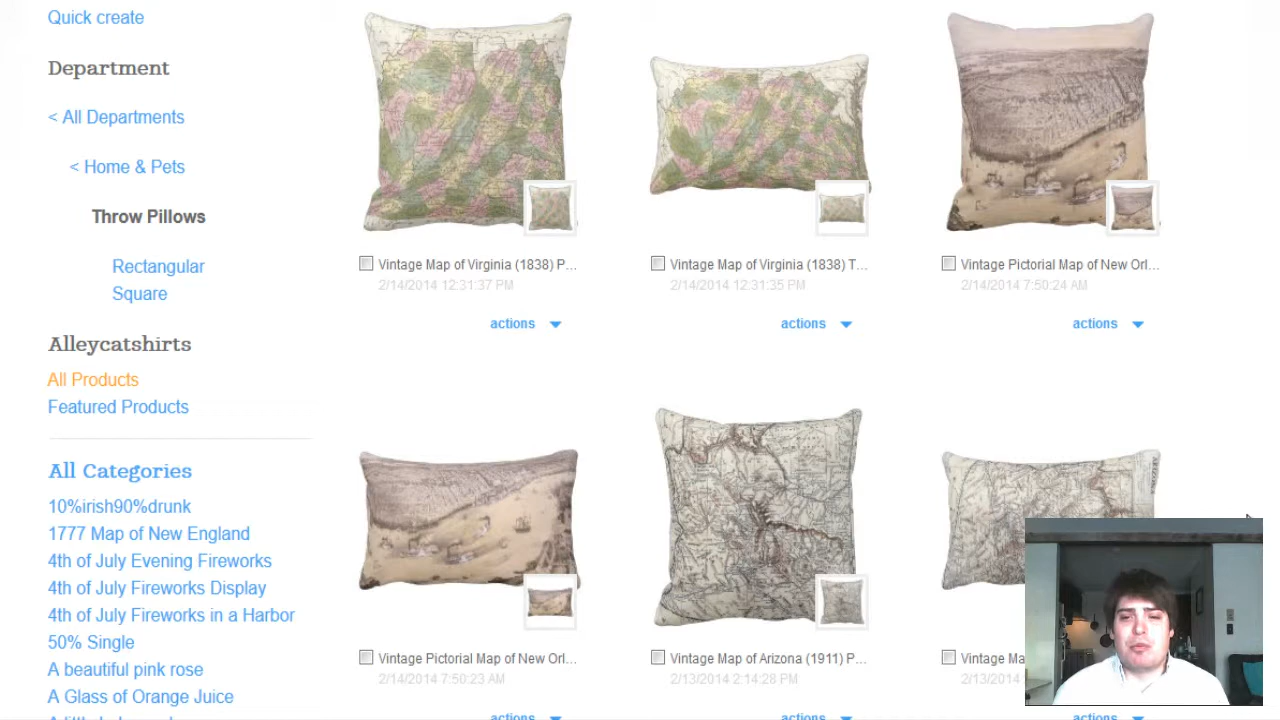 Quick create
Department
< All Departments
< Home & Pets
Throw Pillows
Rectangular
Square
Alleycatshirts
All Products
Featured Products
All Categories
10%irish90%drunk
1777 Map of New England
4th of July Evening Fireworks
4th of July Fireworks Display
4th of July Fireworks in a Harbor
50% Single
A beautiful pink rose
A Glass of Orange Juice
Vintage Map of Virginia (1838) P...
2/14/2014 12:31:37 PM
actions
Vintage Map of Virginia (1838) T...
2/14/2014 12:31:35 PM
actions
Vintage Pictorial Map of New Orl...
2/14/2014 7:50:24 AM
actions
Vintage Pictorial Map of New Orl...
2/14/2014 7:50:23 AM
actions
Vintage Map of Arizona (1911) P...
2/13/2014 2:14:28 PM
actions
Vintage Ma
2/13/2014
actions